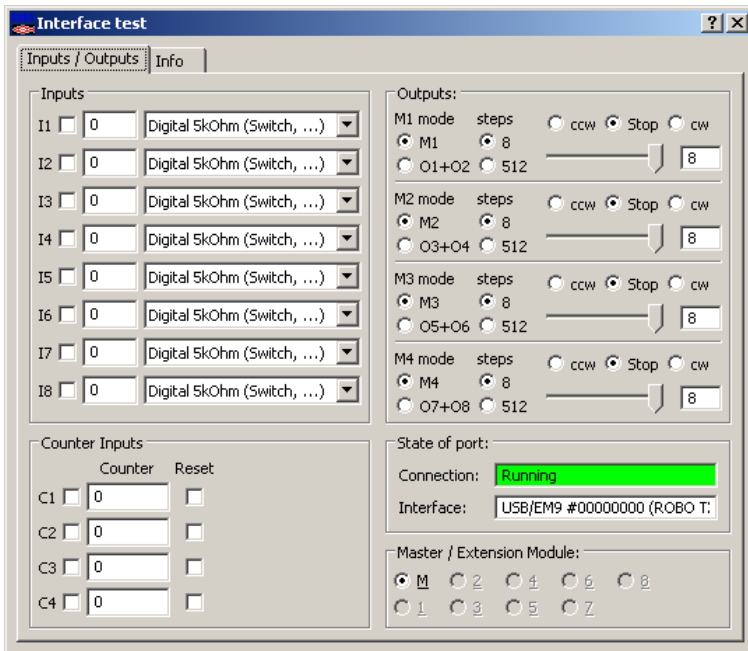 Interface test
Inputs / Outputs Info
Inputs
I1 0 Digital 5kOhm (Switch, ...)
I2 0 Digital 5kOhm (Switch, ...)
I3 0 Digital 5kOhm (Switch, ...)
I4 0 Digital 5kOhm (Switch, ...)
I5 0 Digital 5kOhm (Switch, ...)
I6 0 Digital 5kOhm (Switch, ...)
I7 0 Digital 5kOhm (Switch, ...)
I8 0 Digital 5kOhm (Switch, ...)
Counter Inputs
Counter Reset
C1 0
C2 0
C3 0
C4 0
Outputs:
M1 mode steps ccw Stop cw
M1 8
O1+O2 512 8
M2 mode steps ccw Stop cw
M2 8
O3+O4 512 8
M3 mode steps ccw Stop cw
M3 8
O5+O6 512 8
M4 mode steps ccw Stop cw
M4 8
O7+O8 512 8
State of port:
Connection: Running
Interface: USB/EM9 #00000000 (ROBO T
Master / Extension Module:
M 2 4 6 8
1 3 5 7